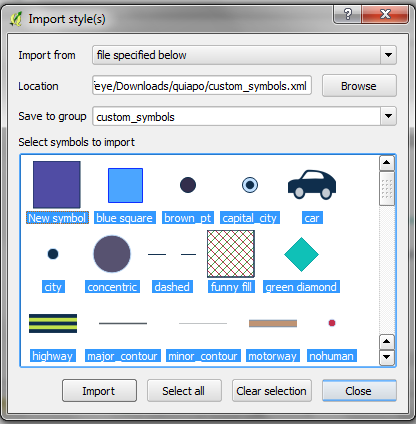 Import style(s)
Import from file specified below
Location feye/Downloads/quiapo/custom_symbols.xml Browse
Save to group custom_symbols
Select symbols to import
New symbol blue square brown_pt capital_city car
city concentric dashed funny fill green diamond
highway major_contour minor_contour motorway nohuman
Import Select all Clear selection Close